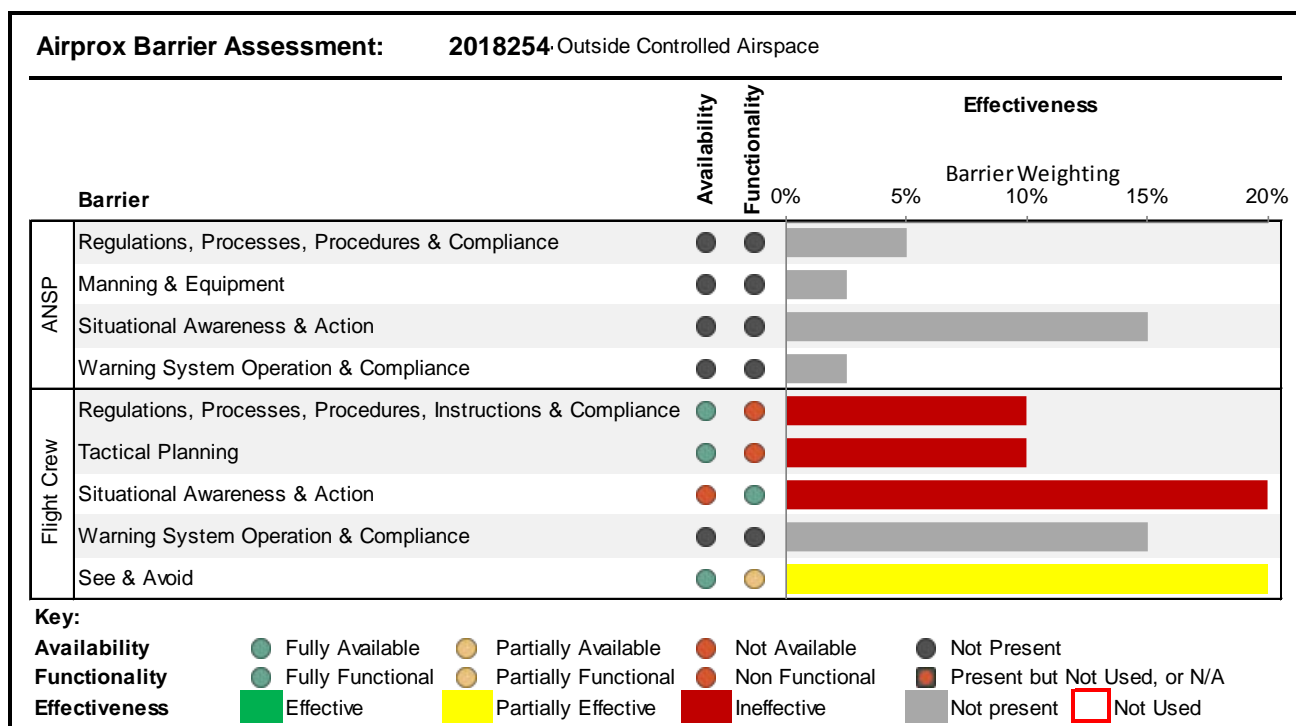 Airprox Barrier Assessment: 2018254- Outside Controlled Airspace
Availability
Functionality
Effectiveness
Barrier Weighting
Barrier
0% 5% 10% 15% 20%
ANSP
Regulations, Processes, Procedures & Compliance
Manning & Equipment
Situational Awareness & Action
Warning System Operation & Compliance
Flight Crew
Regulations, Processes, Procedures, Instructions & Compliance
Tactical Planning
Situational Awareness & Action
Warning System Operation & Compliance
See & Avoid
Key:
Availability Fully Available Partially Available Not Available Not Present
Functionality Fully Functional Partially Functional Non Functional Present but Not Used, or N/A
Effectiveness Effective Partially Effective Ineffective Not present Not Used